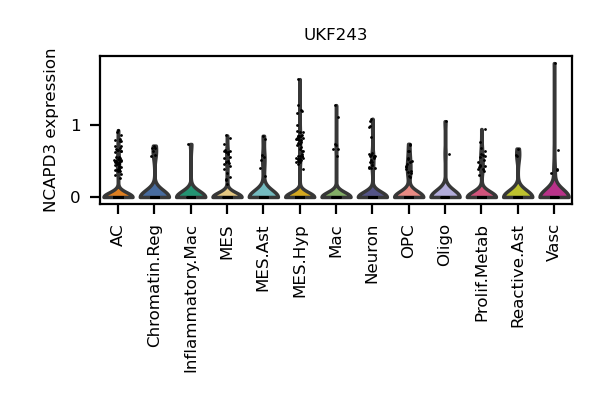 UKF243
NCAPD3 expression
1
0
AC
Chromatin.Reg
Inflammatory.Mac
MES
MES.Ast
MES.Hyp
Mac
Neuron
OPC
Oligo
Prolif.Metab
Reactive.Ast
Vasc